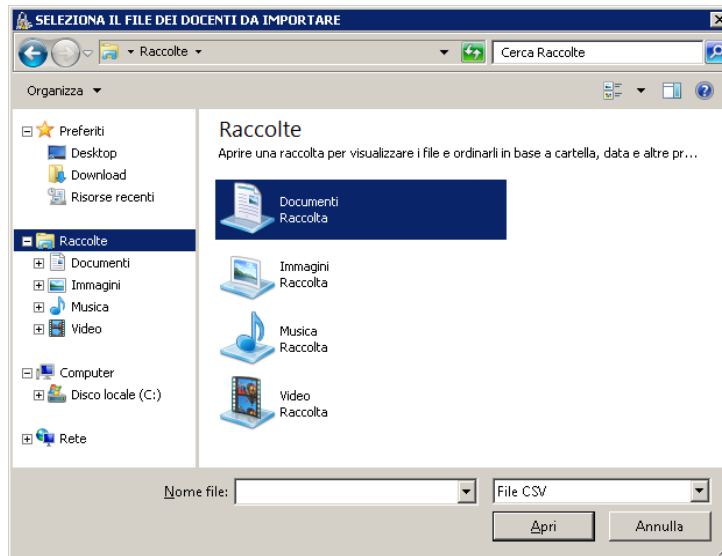 SELEZIONA IL FILE DEI DOCENTI DA IMPORTARE
Raccolte
Cerca Raccolte
Organizza
Preferiti
Desktop
Download
Risorse recenti
Raccolte
Documenti
Immagini
Musica
Video
Computer
Disco locale (C:)
Rete
Raccolte
Aprire una raccolta per visualizzare i file e ordinarli in base a cartella, data e altre pr...
Documenti
Raccolta
Immagini
Raccolta
Musica
Raccolta
Video
Raccolta
Nome file:
File CSV
Apri
Annulla